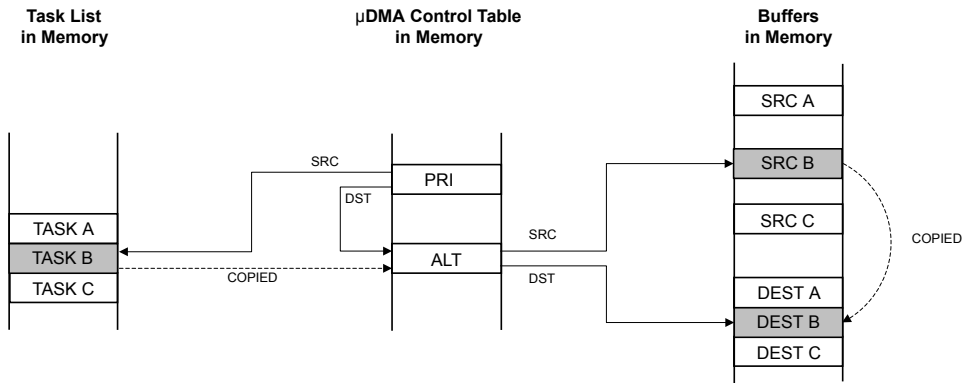 Task List
in Memory
µDMA Control Table
in Memory
Buffers
in Memory
SRC A
SRC
PRI
SRC B
DST
TASK A
SRC C
SRC
TASK B
ALT
COPIED
COPIED
DST
TASK C
DEST A
DEST B
DEST C